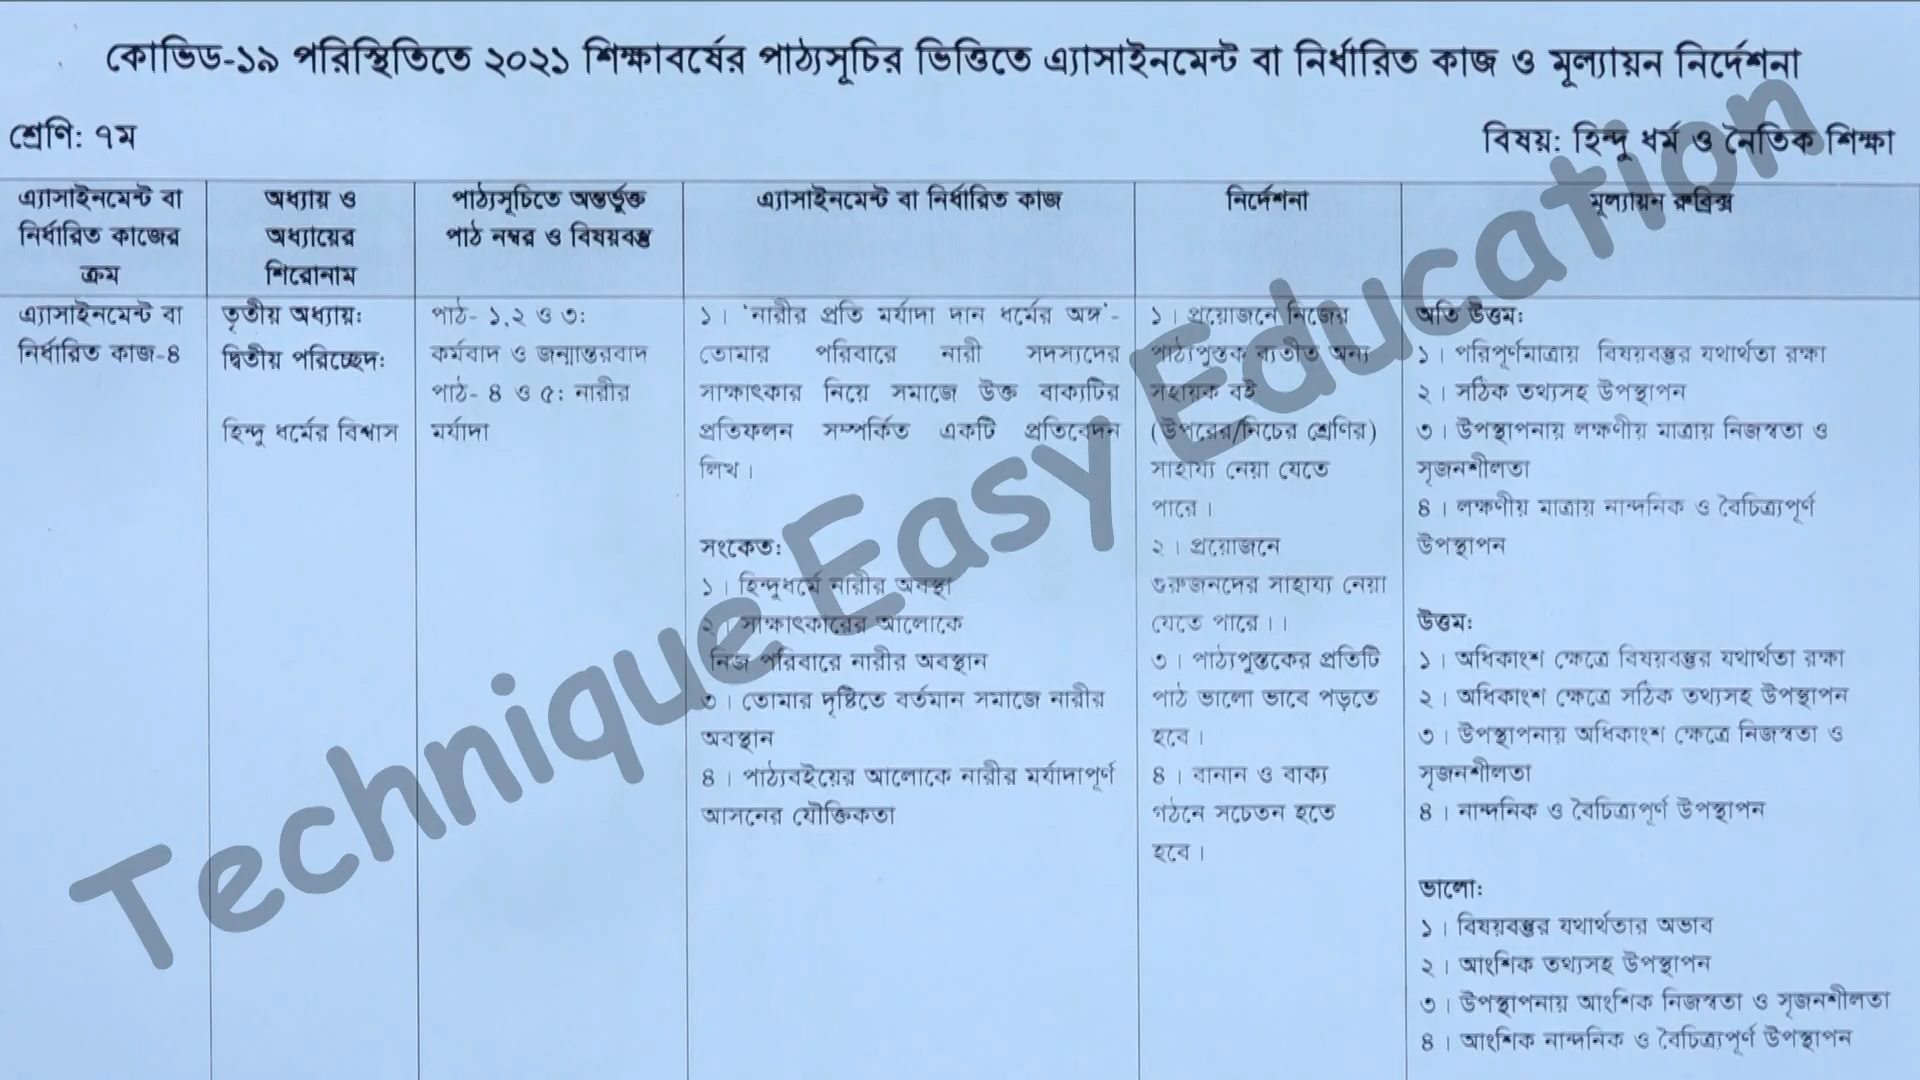 কোভিড-১৯ পরিস্থিতিতে ২০২১ শিক্ষাবর্ষের পাঠ্যসূচির ভিত্তিতে এ্যাসাইনমেন্ট বা নির্ধারিত কাজ ও মূল্যায়ন নির্দেশনা
শ্রেণি: ৭ম
বিষয়: হিন্দু ধর্ম ও নৈতিক শিক্ষা
এ্যাসাইনমেন্ট বা
নির্ধারিত কাজের
ক্রম
অধ্যায় ও
অধ্যায়ের
শিরোনাম
পাঠ্যসূচিতে অন্তর্ভুক্ত
পাঠ নম্বর ও বিষয়বস্তু
এ্যাসাইনমেন্ট বা নির্ধারিত কাজ
নির্দেশনা
মূল্যায়ন রুব্রিক্স
এ্যাসাইনমেন্ট বা
নির্ধারিত কাজ-৪
তৃতীয় অধ্যায়:
দ্বিতীয় পরিচ্ছেদ:
হিন্দু ধর্মের বিশ্বাস
পাঠ- ১,২ ও ৩:
কর্মবাদ ও জন্মান্তরবাদ
পাঠ- ৪ ও ৫: নারীর
মর্যাদা
১। 'নারীর প্রতি মর্যাদা দান ধর্মের অঙ্গ'-
তোমার পরিবারে নারী সদস্যদের
সাক্ষাৎকার নিয়ে সমাজে উক্ত বাক্যটির
প্রতিফলন সম্পর্কিত একটি প্রতিবেদন
লিখ।
সংকেত:
১। হিন্দুধর্মে নারীর অবস্থা
২। সাক্ষাৎকারের আলোকে
নিজ পরিবারে নারীর অবস্থান
৩। তোমার দৃষ্টিতে বর্তমান সমাজে নারীর
অবস্থান
৪। পাঠ্যবইয়ের আলোকে নারীর মর্যাদাপূর্ণ
আসনের যৌক্তিকতা
১। প্রয়োজনে নিজের
পাঠ্যপুস্তক ব্যতীত অন্য
সহায়ক বই
(উপরের/নিচের শ্রেণির)
সাহায্য নেয়া যেতে
পারে।
২। প্রয়োজনে
গুরুজনদের সাহায্য নেয়া
যেতে পারে।।
৩। পাঠ্যপুস্তকের প্রতিটি
পাঠ ভালো ভাবে পড়তে
হবে।
৪। বানান ও বাক্য
গঠনে সচেতন হতে
হবে।
অতি উত্তম:
১। পরিপূর্ণমাত্রায় বিষয়বস্তুর যথার্থতা রক্ষা
২। সঠিক তথ্যসহ উপস্থাপন
৩। উপস্থাপনায় লক্ষণীয় মাত্রায় নিজস্বতা ও
সৃজনশীলতা
৪। লক্ষণীয় মাত্রায় নান্দনিক ও বৈচিত্র্যপূর্ণ
উপস্থাপন
উত্তম:
১। অধিকাংশ ক্ষেত্রে বিষয়বস্তুর যথার্থতা রক্ষা
২। অধিকাংশ ক্ষেত্রে সঠিক তথ্যসহ উপস্থাপন
৩। উপস্থাপনায় অধিকাংশ ক্ষেত্রে নিজস্বতা ও
সৃজনশীলতা
৪। নান্দনিক ও বৈচিত্র্যপূর্ণ উপস্থাপন
ভালো:
১। বিষয়বস্তুর যথার্থতার অভাব
২। আংশিক তথ্যসহ উপস্থাপন
৩। উপস্থাপনায় আংশিক নিজস্বতা ও সৃজনশীলতা
৪। আংশিক নান্দনিক ও বৈচিত্র্যপূর্ণ উপস্থাপন
Technique Easy Education